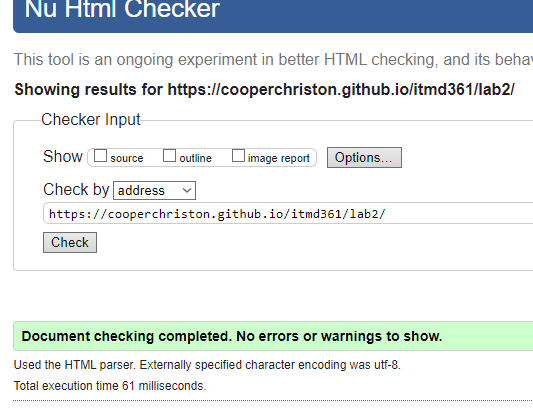 Nu Html Checker
This tool is an ongoing experiment in better HTML checking, and its
Showing results for https://cooperchriston.github.io/itmd361/lab2/
Checker Input
Show source outline image report Options...
Check by address
https://cooperchriston.github.io/itmd361/lab2/
Check
Document checking completed. No errors or warnings to show.
Used the HTML parser. Externally specified character encoding was utf-8.
Total execution time 61 milliseconds.